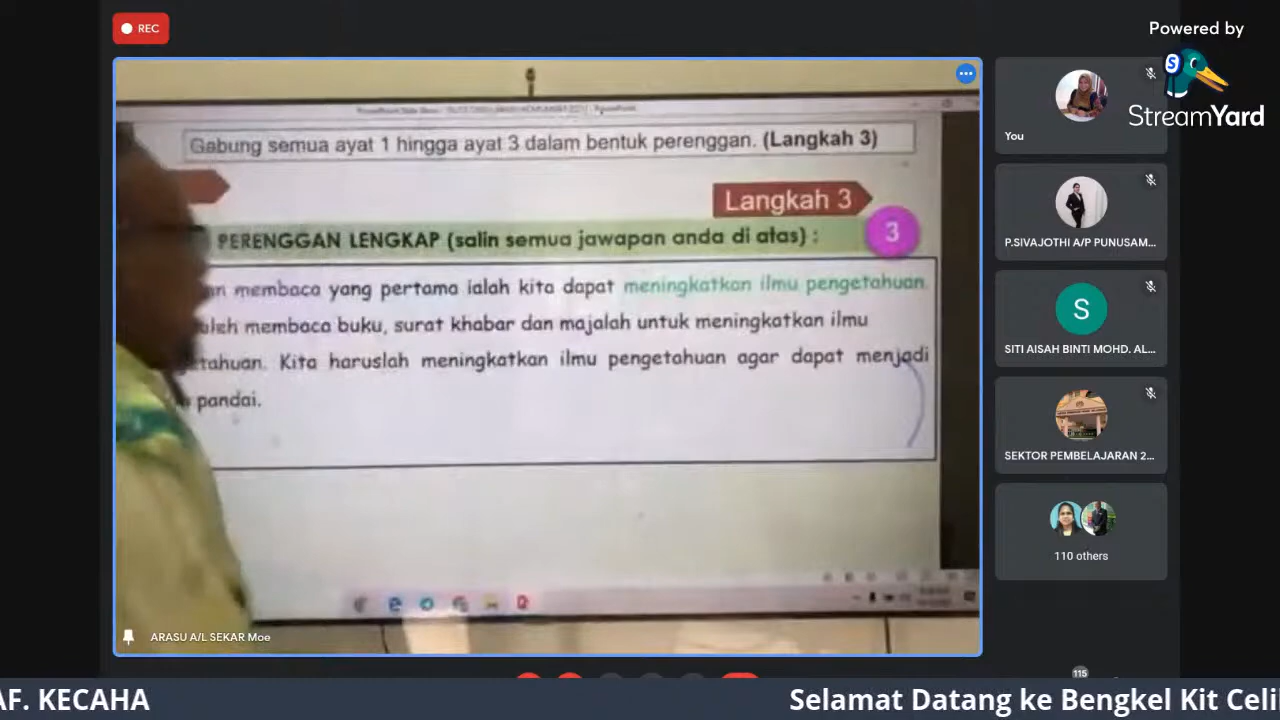 REC
Powered by
StreamYard
Gabung semua ayat 1 hingga ayat 3 dalam bentuk perenggan. (Langkah 3)
Langkah 3
PERENGGAN LENGKAP (salin semua jawapan anda di atas) :
3
membaca yang pertama ialah kita dapat meningkatkan ilmu pengetahuan.
membaca buku, surat khabar dan majalah untuk meningkatkan ilmu
Kita haruslah meningkatkan ilmu pengetahuan agar dapat menjadi
pandai.
ARASU A/L SEKAR Moe
You
P.SIVAJOTHI A/P PUNUSAM...
SITI AISAH BINTI MOHD. AL...
SEKTOR PEMBELAJARAN 2...
110 others
115
AF. KECAHA
Selamat Datang ke Bengkel Kit Celi